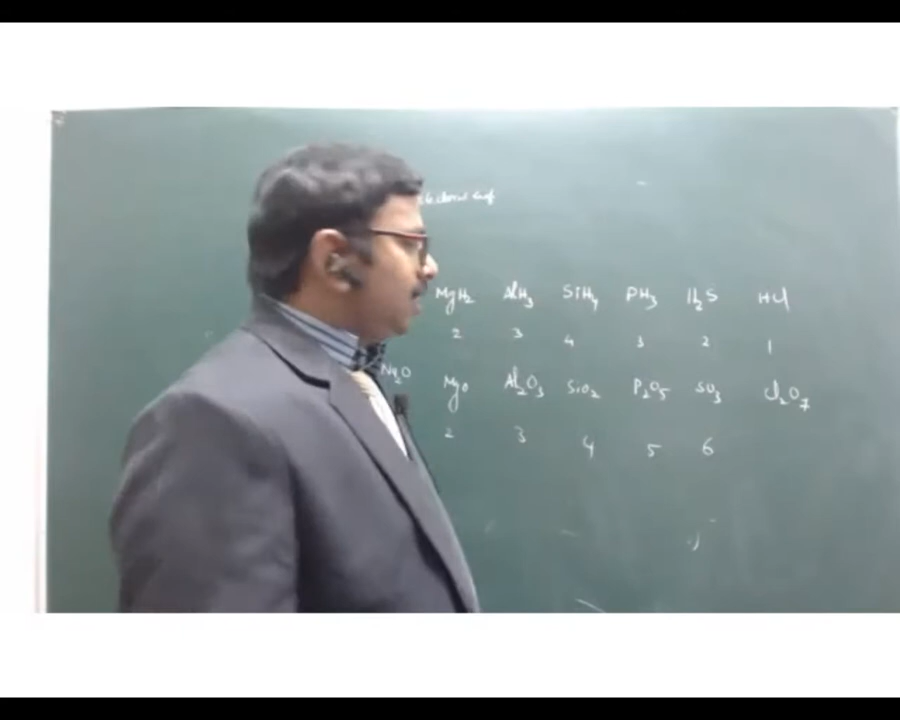 MgH₂ AlH₃ SiH₄ PH₃ H₂S HCl
2 3 4 3 2 1
Na₂O MgO Al₂O₃ SiO₂ P₂O₅ SO₃ Cl₂O₇
2 3 4 5 6